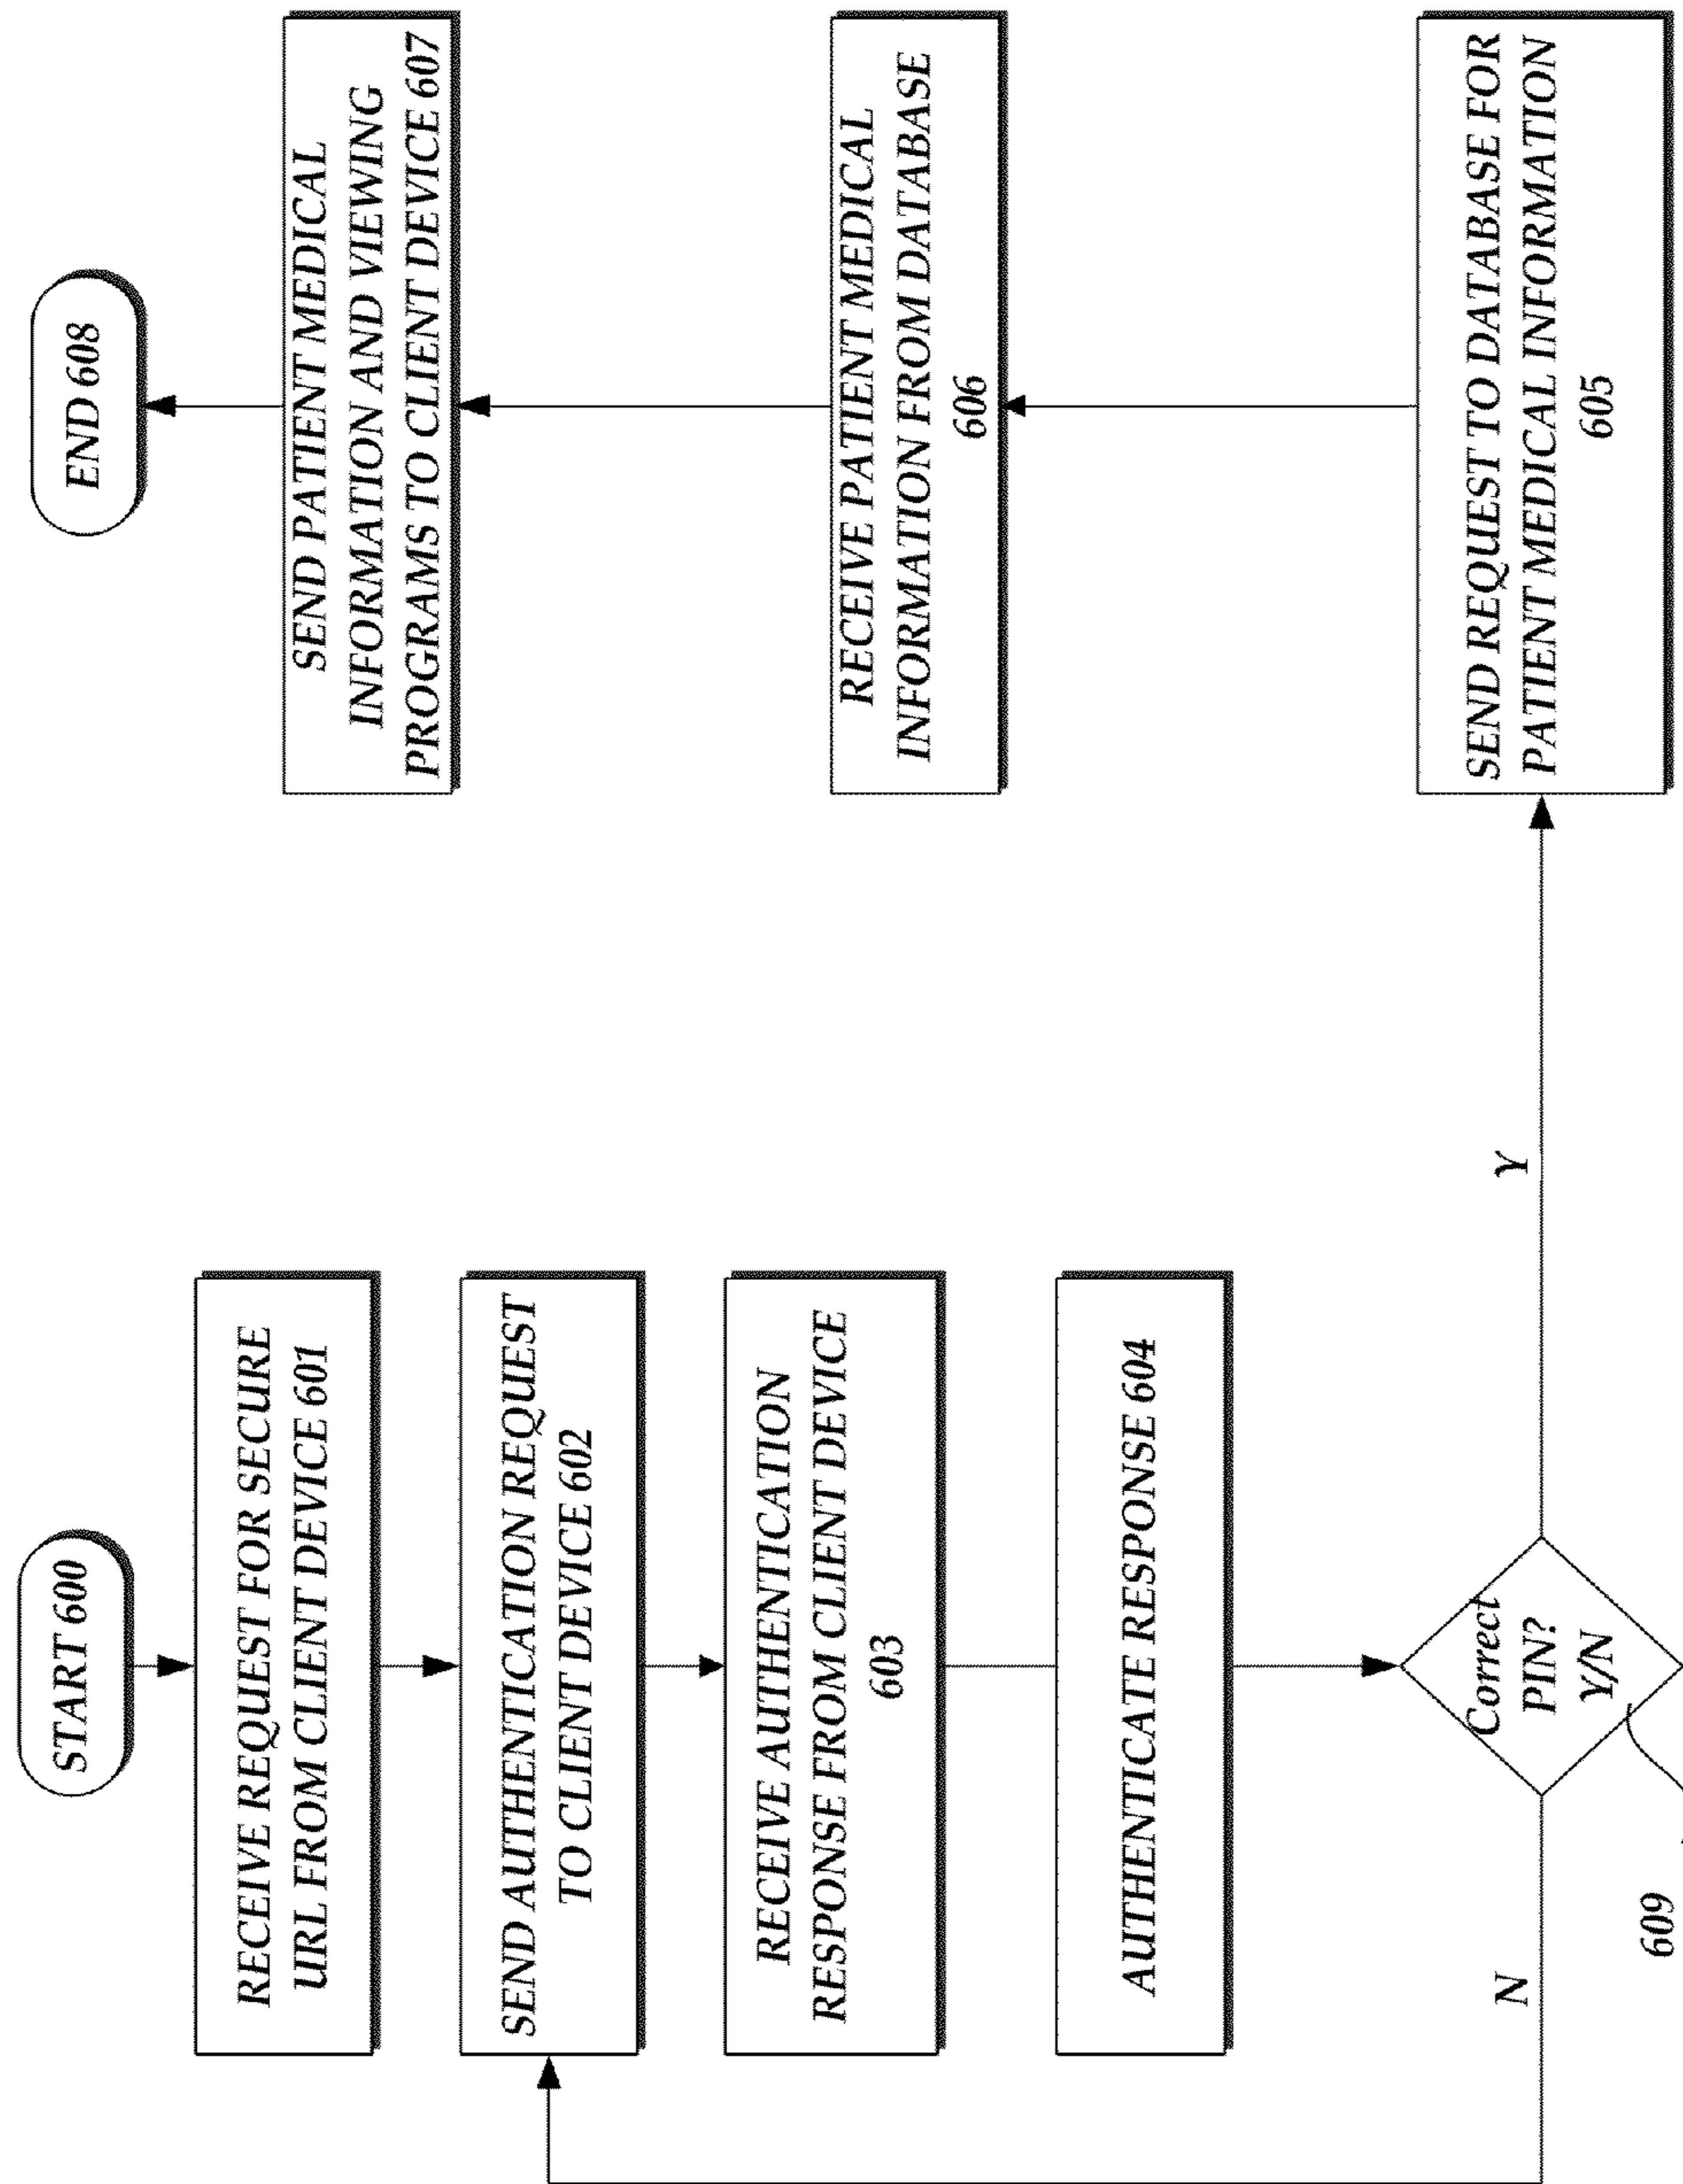 START 600
RECEIVE REQUEST FOR SECURE
URL FROM CLIENT DEVICE 601
SEND AUTHENTICATION REQUEST
TO CLIENT DEVICE 602
RECEIVE AUTHENTICATION
RESPONSE FROM CLIENT DEVICE
603
AUTHENTICATE RESPONSE 604
Correct
PIN?
Y/N
N
609
Y
SEND REQUEST TO DATABASE FOR
PATIENT MEDICAL INFORMATION
605
RECEIVE PATIENT MEDICAL
INFORMATION FROM DATABASE
606
SEND PATIENT MEDICAL
INFORMATION AND VIEWING
PROGRAMS TO CLIENT DEVICE 607
END 608